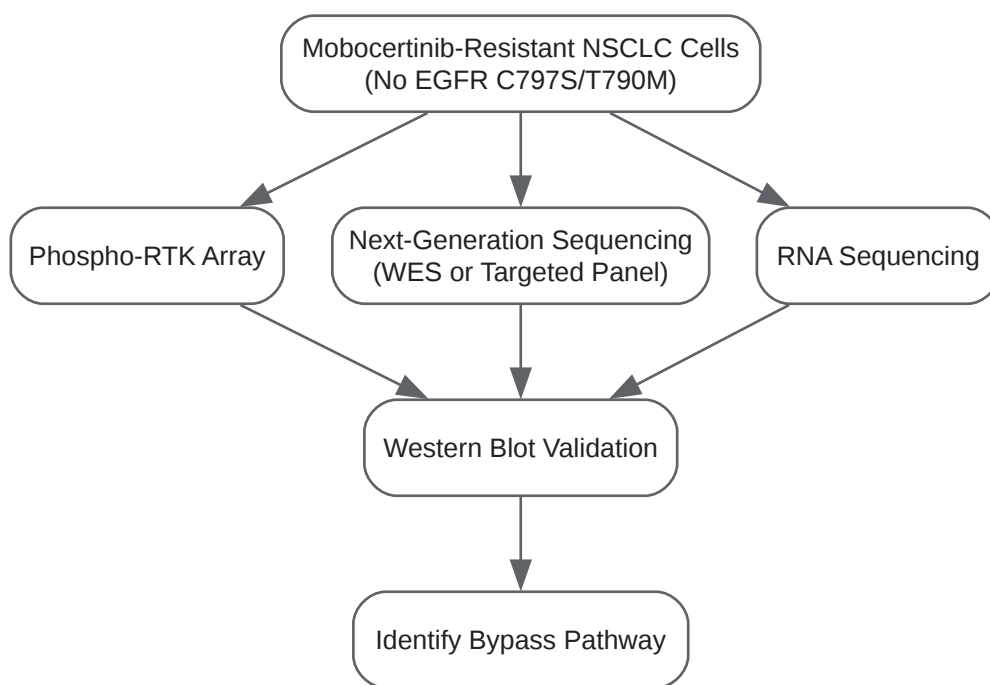 Mobocertinib-Resistant NSCLC Cells
(No EGFR C797S/T790M)
Phospho-RTK Array
Next-Generation Sequencing
(WES or Targeted Panel)
RNA Sequencing
Western Blot Validation
Identify Bypass Pathway